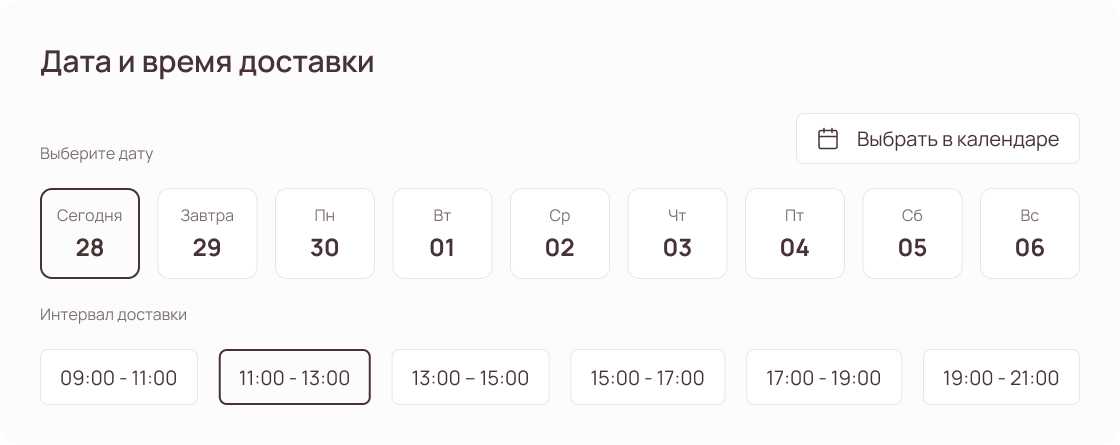 Дата и время доставки
Выбрать в календаре
Выберите дату
Сегодня Завтра Пн Вт Ср Чт Пт Сб Вс
28 29 30 01 02 03 04 05 06
Интервал доставки
09:00 - 11:00 11:00 - 13:00 13:00 – 15:00 15:00 - 17:00 17:00 - 19:00 19:00 - 21:00